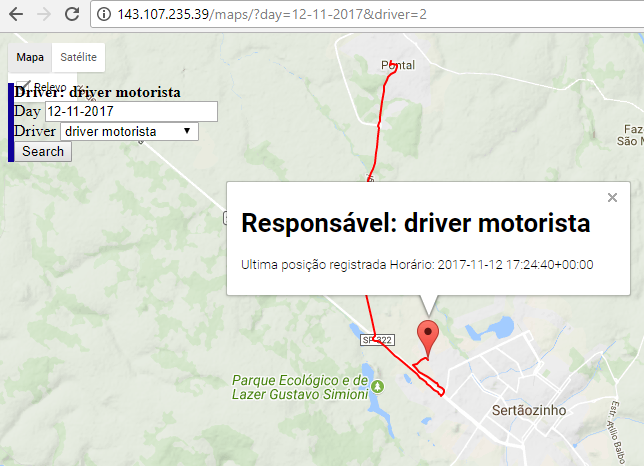 143.107.235.39/maps/?day=12-11-2017&driver=2
Mapa Satélite
Relevo
Driver: driver motorista
Day 12-11-2017
Driver driver motorista
Search
Pontal
Faz
São M
Responsável: driver motorista
Ultima posição registrada Horário: 2017-11-12 17:24:40+00:00
SP-322
Parque Ecológico e de
Lazer Gustavo Simioni
Sertãozinho
Estr. Atílio Balbo